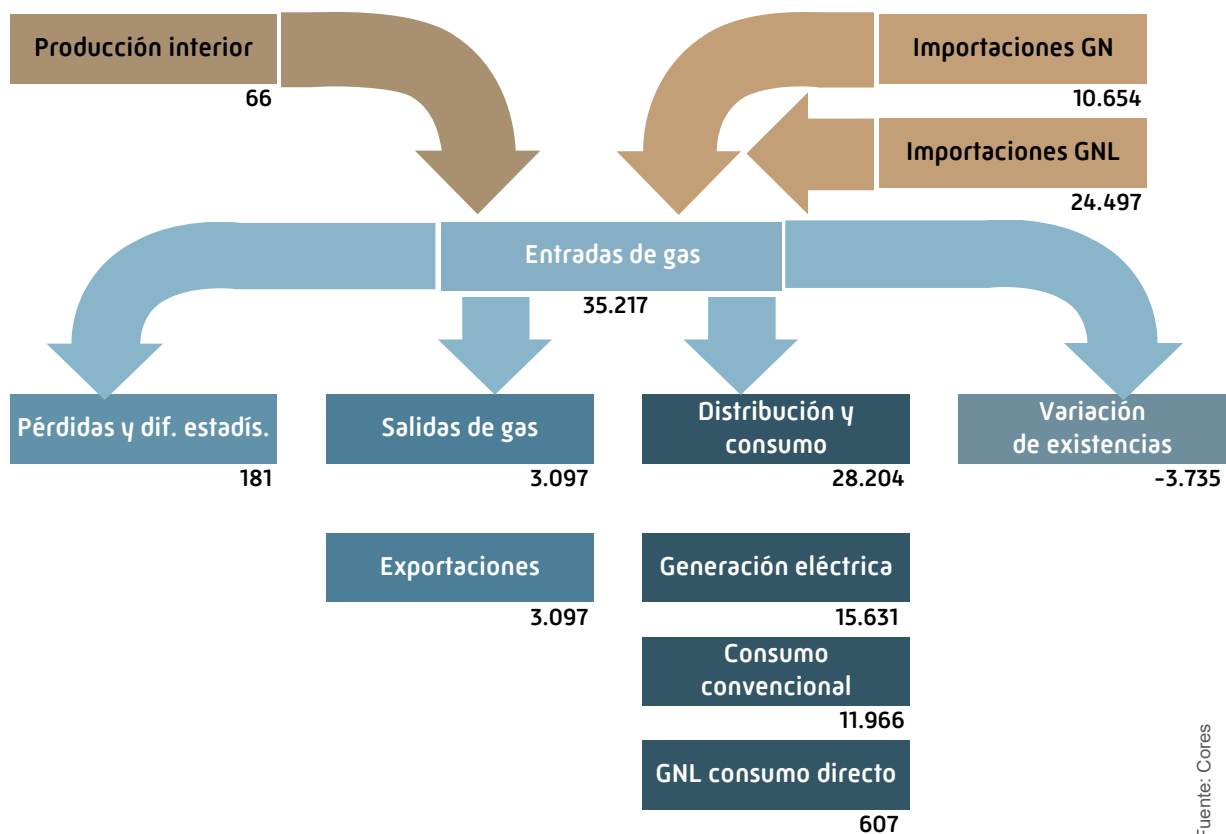 Producción interior
66
Importaciones GN
10.654
Importaciones GNL
24.497
Entradas de gas
35.217
Pérdidas y dif. estadís.
181
Salidas de gas
3.097
Distribución y
consumo
28.204
Variación
de existencias
-3.735
Exportaciones
3.097
Generación eléctrica
15.631
Consumo
convencional
11.966
GNL consumo directo
607
Fuente: Cores